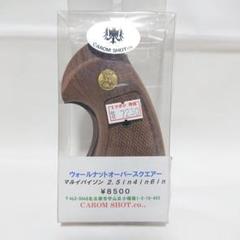 CAROM SHOT.co.
ウォールナットオーバースクエアー
マルイパイソン 2.5in4in6in
¥8500
CAROM SHOT.co..